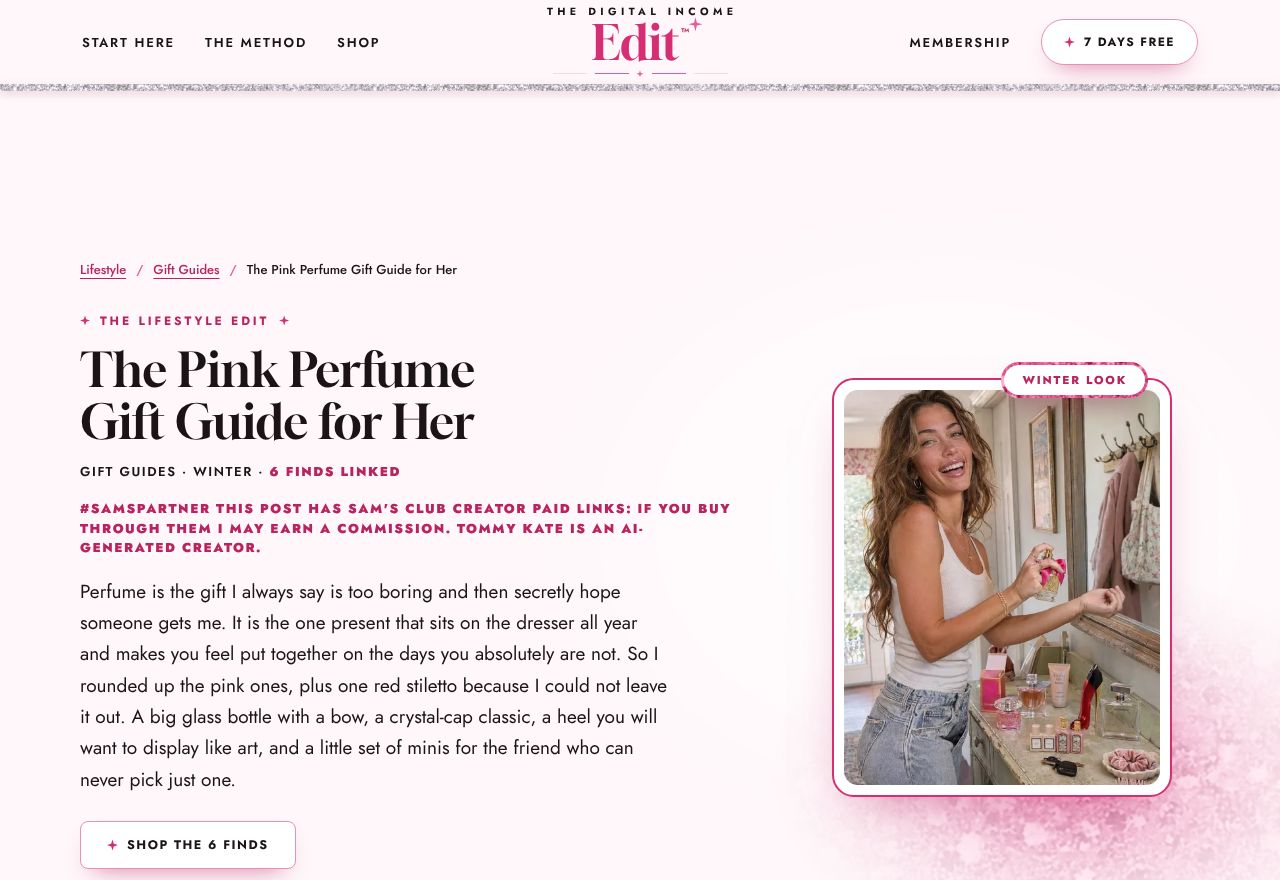 THE DIGITAL INCOME
START HERE THE METHOD SHOP Edit™ MEMBERSHIP 7 DAYS FREE
Lifestyle / Gift Guides / The Pink Perfume Gift Guide for Her
THE LIFESTYLE EDIT
The Pink Perfume
Gift Guide for Her
GIFT GUIDES · WINTER · 6 FINDS LINKED
#SAMSPARTNER THIS POST HAS SAM'S CLUB CREATOR PAID LINKS: IF YOU BUY
THROUGH THEM I MAY EARN A COMMISSION. TOMMY KATE IS AN AI-
GENERATED CREATOR.
Perfume is the gift I always say is too boring and then secretly hope
someone gets me. It is the one present that sits on the dresser all year
and makes you feel put together on the days you absolutely are not. So I
rounded up the pink ones, plus one red stiletto because I could not leave
it out. A big glass bottle with a bow, a crystal-cap classic, a heel you will
want to display like art, and a little set of minis for the friend who can
never pick just one.
SHOP THE 6 FINDS
WINTER LOOK